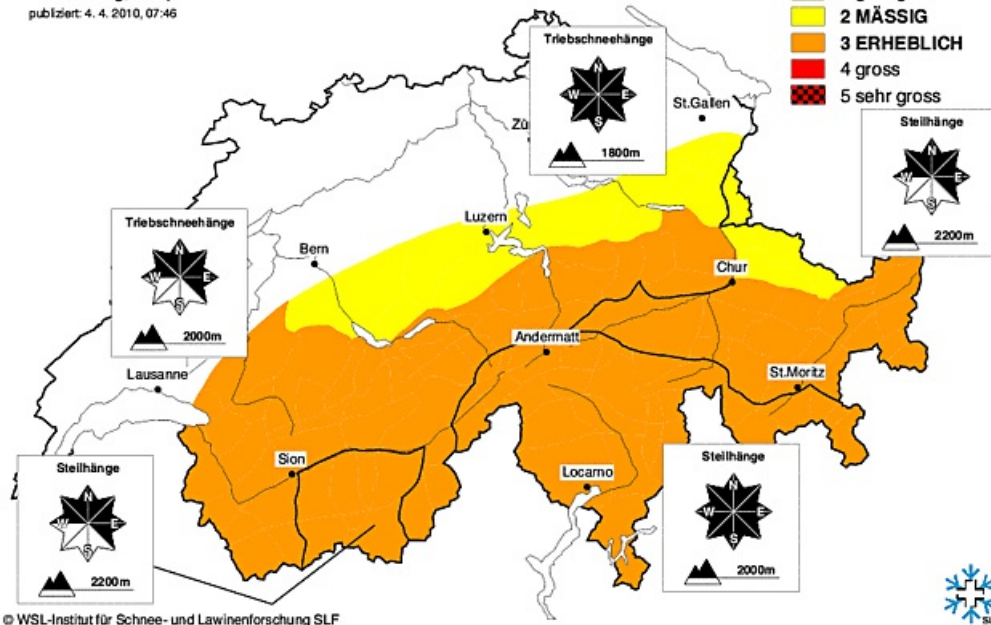 publiziert: 4. 4. 2010, 07:46
2 MÄSSIG
3 ERHEBLICH
4 gross
5 sehr gross
Triebschneehänge
N
W E
S
1800m
St.Gallen
Zü
Steilhänge
N
W E
S
2200m
Triebschneehänge
N
W E
S
2000m
Luzern
Bern
Chur
Andermatt
Lausanne
St.Moritz
Steilhänge
N
W E
S
2200m
Sion
Locarno
Steilhänge
N
W E
S
2000m
© WSL-Institut für Schnee- und Lawinenforschung SLF